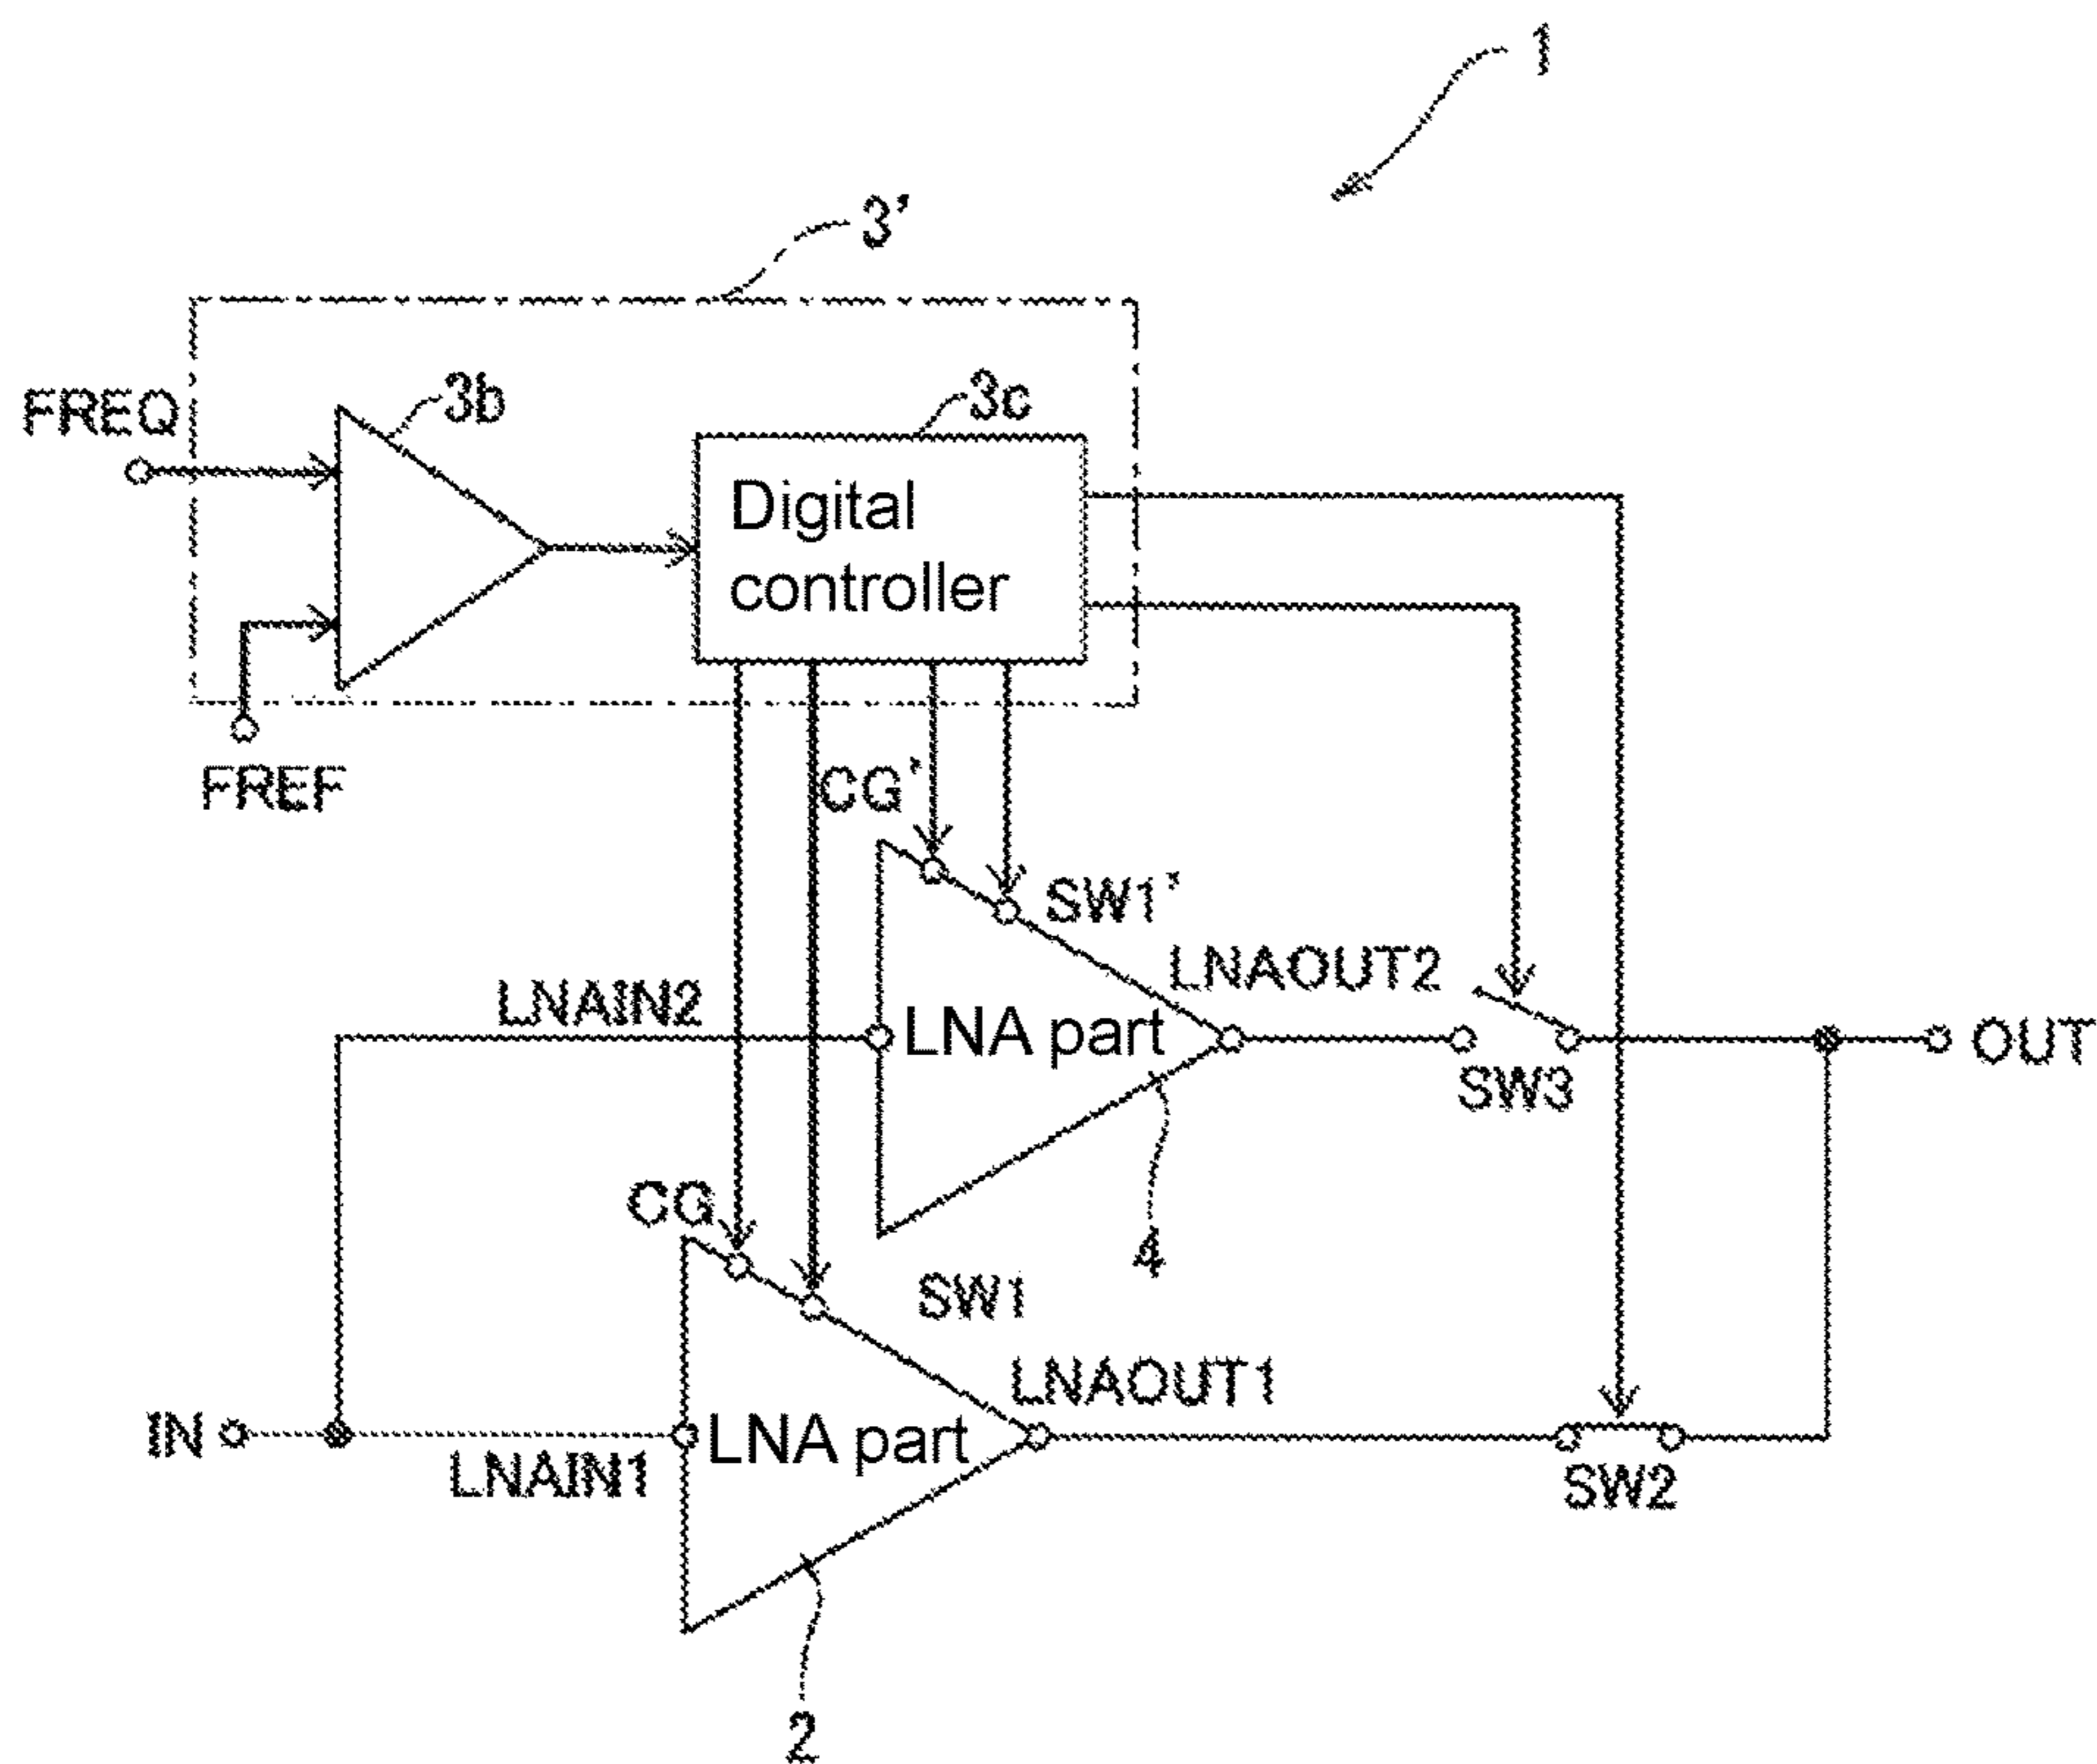 1
3'
FREQ
3b
3c
Digital
controller
FREF
CG'
SW1'
LNAOUT2
LNAIN2
LNA part
OUT
SW3
CG
4
SW1
LNAOUT1
IN
LNA part
LNAIN1
SW2
2